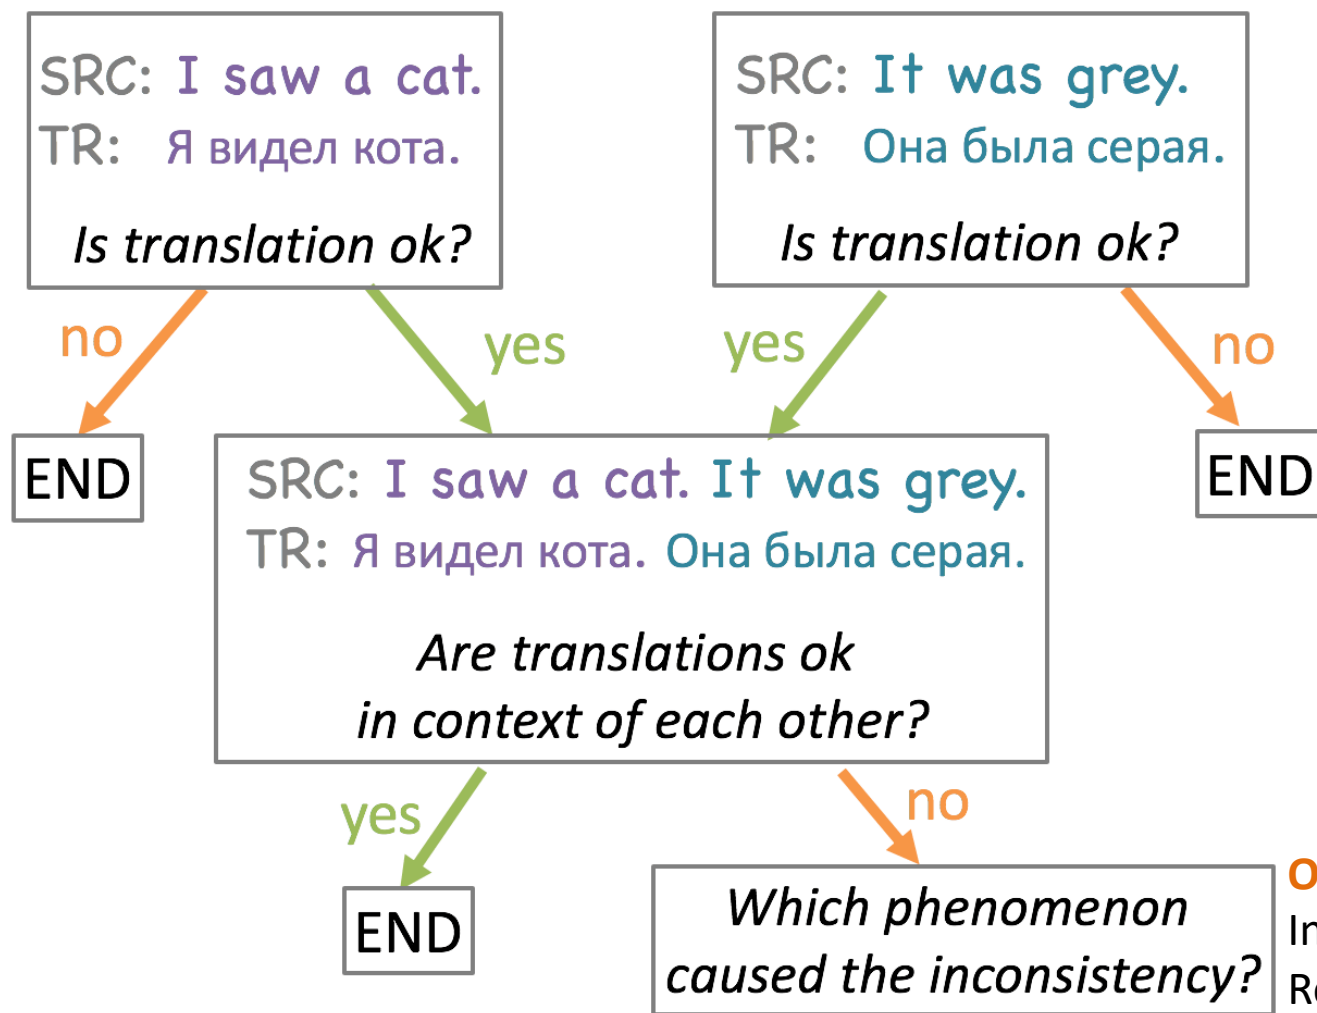 SRC: I saw a cat.
TR: Я видел кота.
Is translation ok?
SRC: It was grey.
TR: Она была серая.
Is translation ok?
no
yes
yes
no
END
END
SRC: I saw a cat. It was grey.
TR: Я видел кота. Она была серая.
Are translations ok
in context of each other?
yes
no
END
Which phenomenon
caused the inconsistency?